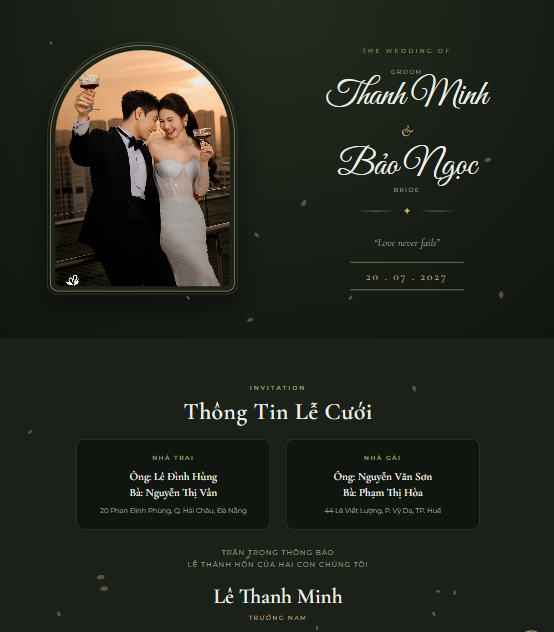 THE WEDDING OF
GROOM
Thanh Minh
&
Bảo Ngọc
BRIDE
“Love never fails”
20 . 07 . 2027
INVITATION
Thông Tin Lễ Cưới
NHÀ TRAI
Ông: Lê Đình Hùng
Bà: Nguyễn Thị Vân
20 Phan Đình Phùng, Q. Hải Châu, Đà Nẵng
NHÀ GÁI
Ông: Nguyễn Văn Sơn
Bà: Phạm Thị Hòa
44 Lê Viết Lượng, P. Vỹ Dạ, TP. Huế
TRÂN TRỌNG THÔNG BÁO
LỄ THÀNH HÔN CỦA HAI CON CHÚNG TÔI
Lê Thanh Minh
TRƯỞNG NAM